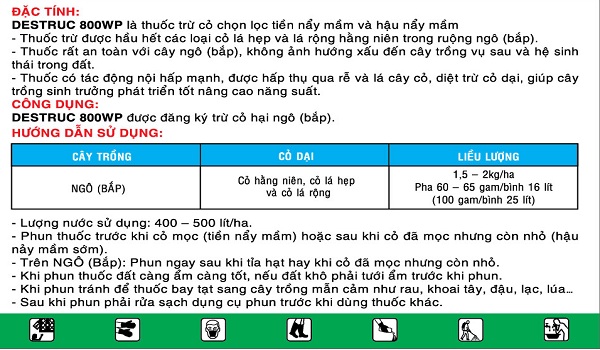 ĐẶC TÍNH:
DESTRUC 800WP là thuốc trừ cỏ chọn lọc tiền nẩy mầm và hậu nẩy mầm
- Thuốc trừ được hầu hết các loại cỏ lá hẹp và lá rộng hằng niên trong ruộng ngô (bắp).
- Thuốc rất an toàn với cây ngô (bắp), không ảnh hướng xấu đến cây trồng vụ sau và hệ sinh
thái trong đất.
- Thuốc có tác động nội hấp mạnh, được hấp thụ qua rễ và lá cây cỏ, diệt trừ cỏ dại, giúp cây
trồng sinh trưởng phát triển tốt nâng cao năng suất.
CÔNG DỤNG:
DESTRUC 800WP được đăng ký trừ cỏ hại ngô (bắp).
HƯỚNG DẪN SỬ DỤNG:
CÂY TRỒNG CỎ DẠI LIỀU LƯỢNG
NGÔ (BẮP) Cỏ hằng niên, cỏ lá hẹp và cỏ lá rộng 1,5 – 2kg/ha
Pha 60 – 65 gam/bình 16 lít
(100 gam/bình 25 lít)
- Lượng nước sử dụng: 400 – 500 lít/ha.
- Phun thuốc trước khi cỏ mọc (tiền nẩy mầm) hoặc sau khi cỏ đã mọc nhưng còn nhỏ (hậu
nảy mầm sớm).
- Trên NGÔ (Bắp): Phun ngay sau khi tỉa hạt hay khi cỏ đã mọc nhưng còn nhỏ.
- Khi phun thuốc đất càng ẩm càng tốt, nếu đất khô phải tưới ẩm trước khi phun.
- Khi phun tránh để thuốc bay tạt sang cây trồng mẫn cảm như rau, khoai tây, đậu, lạc, lúa...
- Sau khi phun phải rửa sạch dụng cụ phun trước khi dùng thuốc khác.